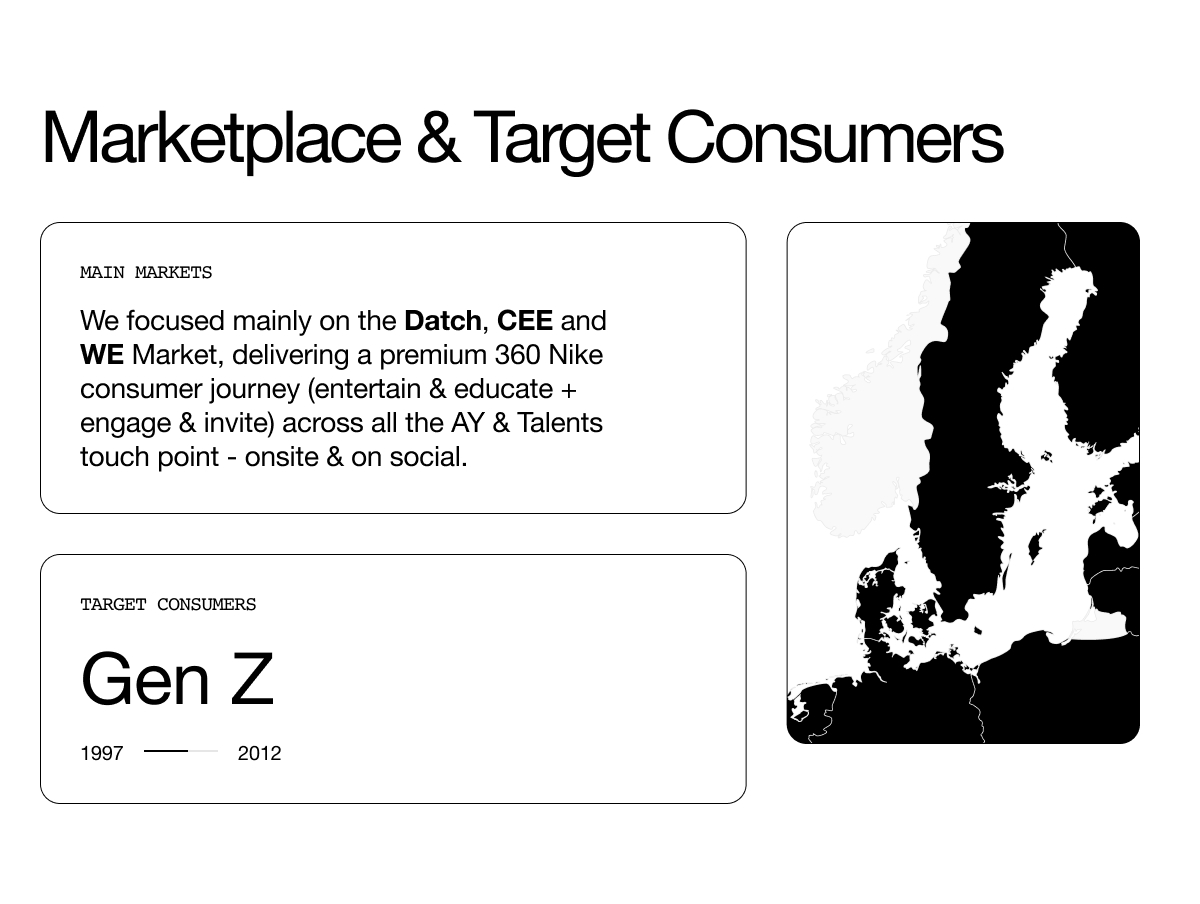 Marketplace & Target Consumers
MAIN MARKETS
We focused mainly on the Datch, CEE and
WE Market, delivering a premium 360 Nike
consumer journey (entertain & educate +
engage & invite) across all the AY & Talents
touch point - onsite & on social.
TARGET CONSUMERS
Gen Z
1997 2012